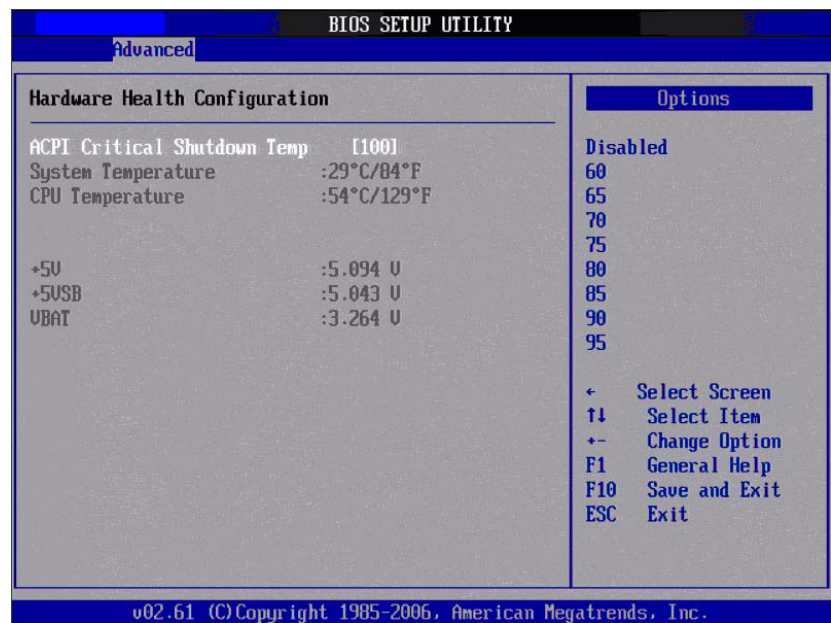 BIOS SETUP UTILITY
Advanced
Hardware Health Configuration
ACPI Critical Shutdown Temp [100]
System Temperature :29°C/84°F
CPU Temperature :54°C/129°F
+5V :5.094 V
+5VSB :5.043 V
VBAT :3.264 V
Options
Disabled
60
65
70
75
80
85
90
95
← Select Screen
↑↓ Select Item
+- Change Option
F1 General Help
F10 Save and Exit
ESC Exit
v02.61 (C)Copyright 1985-2006, American Megatrends, Inc.